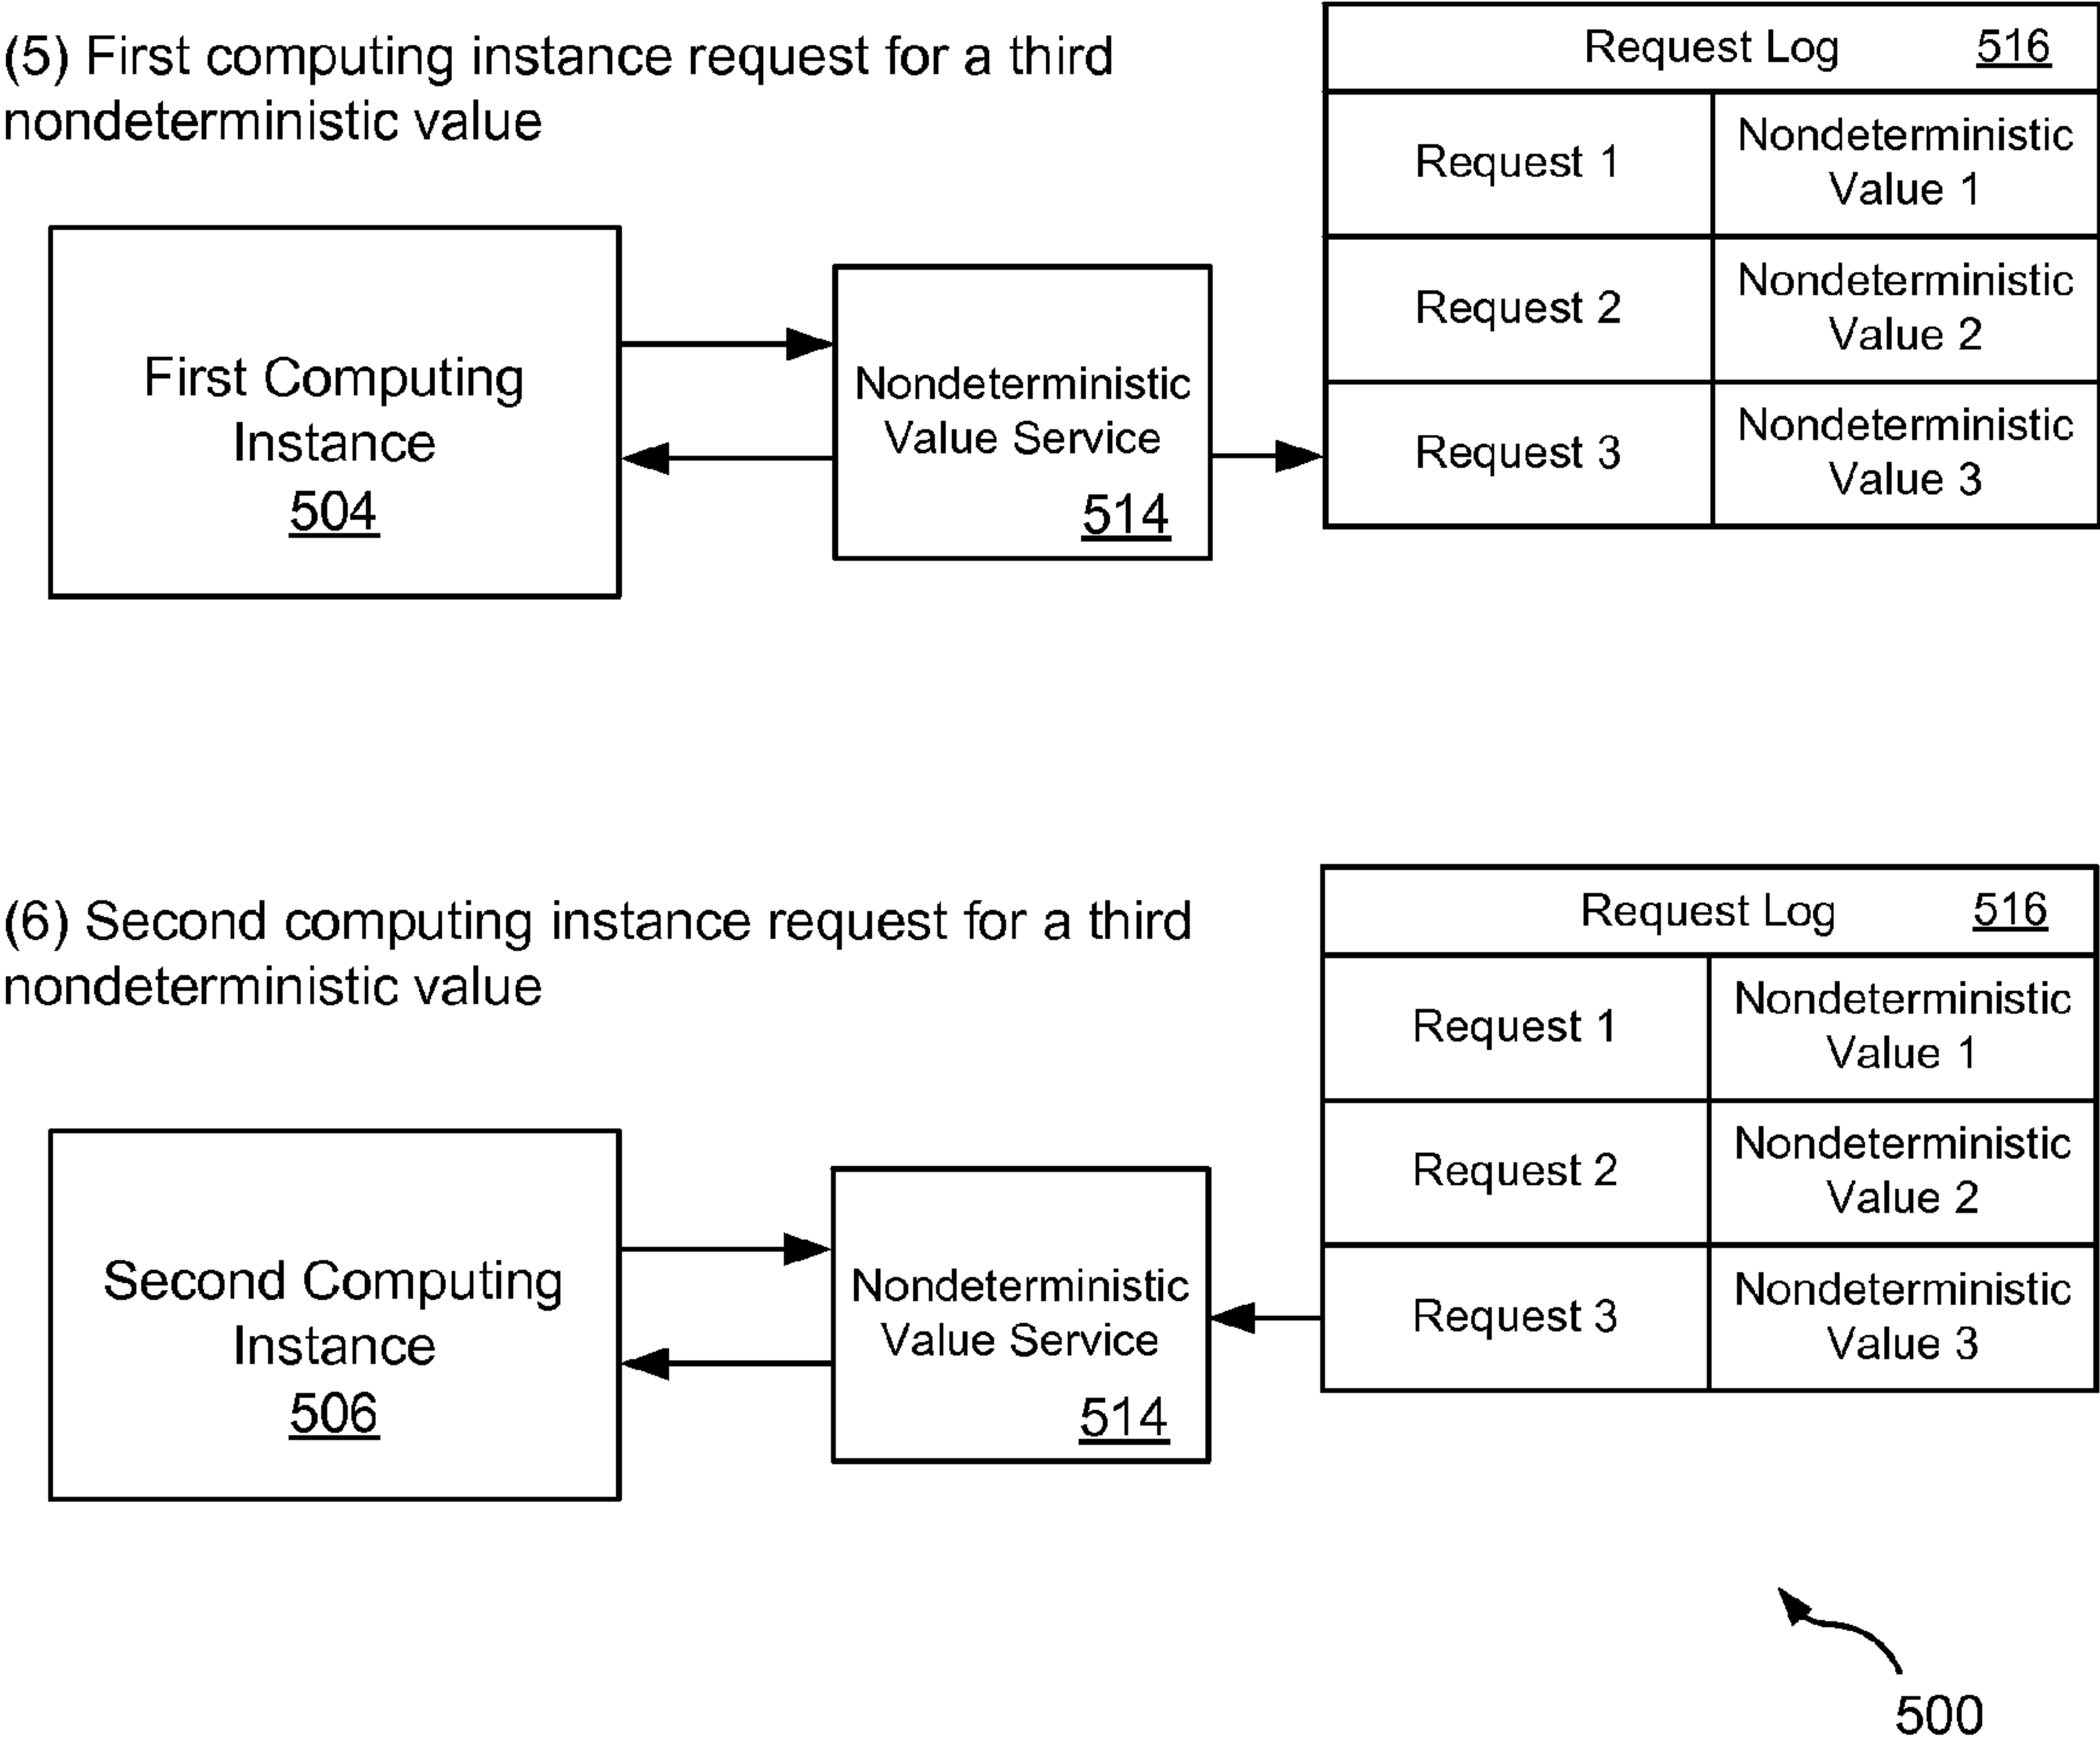 (5) First computing instance request for a third
nondeterministic value
Request Log 516
Request 1
Nondeterministic
Value 1
Request 2
Nondeterministic
Value 2
Request 3
Nondeterministic
Value 3
First Computing
Instance
504
Nondeterministic
Value Service
514
(6) Second computing instance request for a third
nondeterministic value
Request Log 516
Request 1
Nondeterministic
Value 1
Request 2
Nondeterministic
Value 2
Request 3
Nondeterministic
Value 3
Second Computing
Instance
506
Nondeterministic
Value Service
514
500